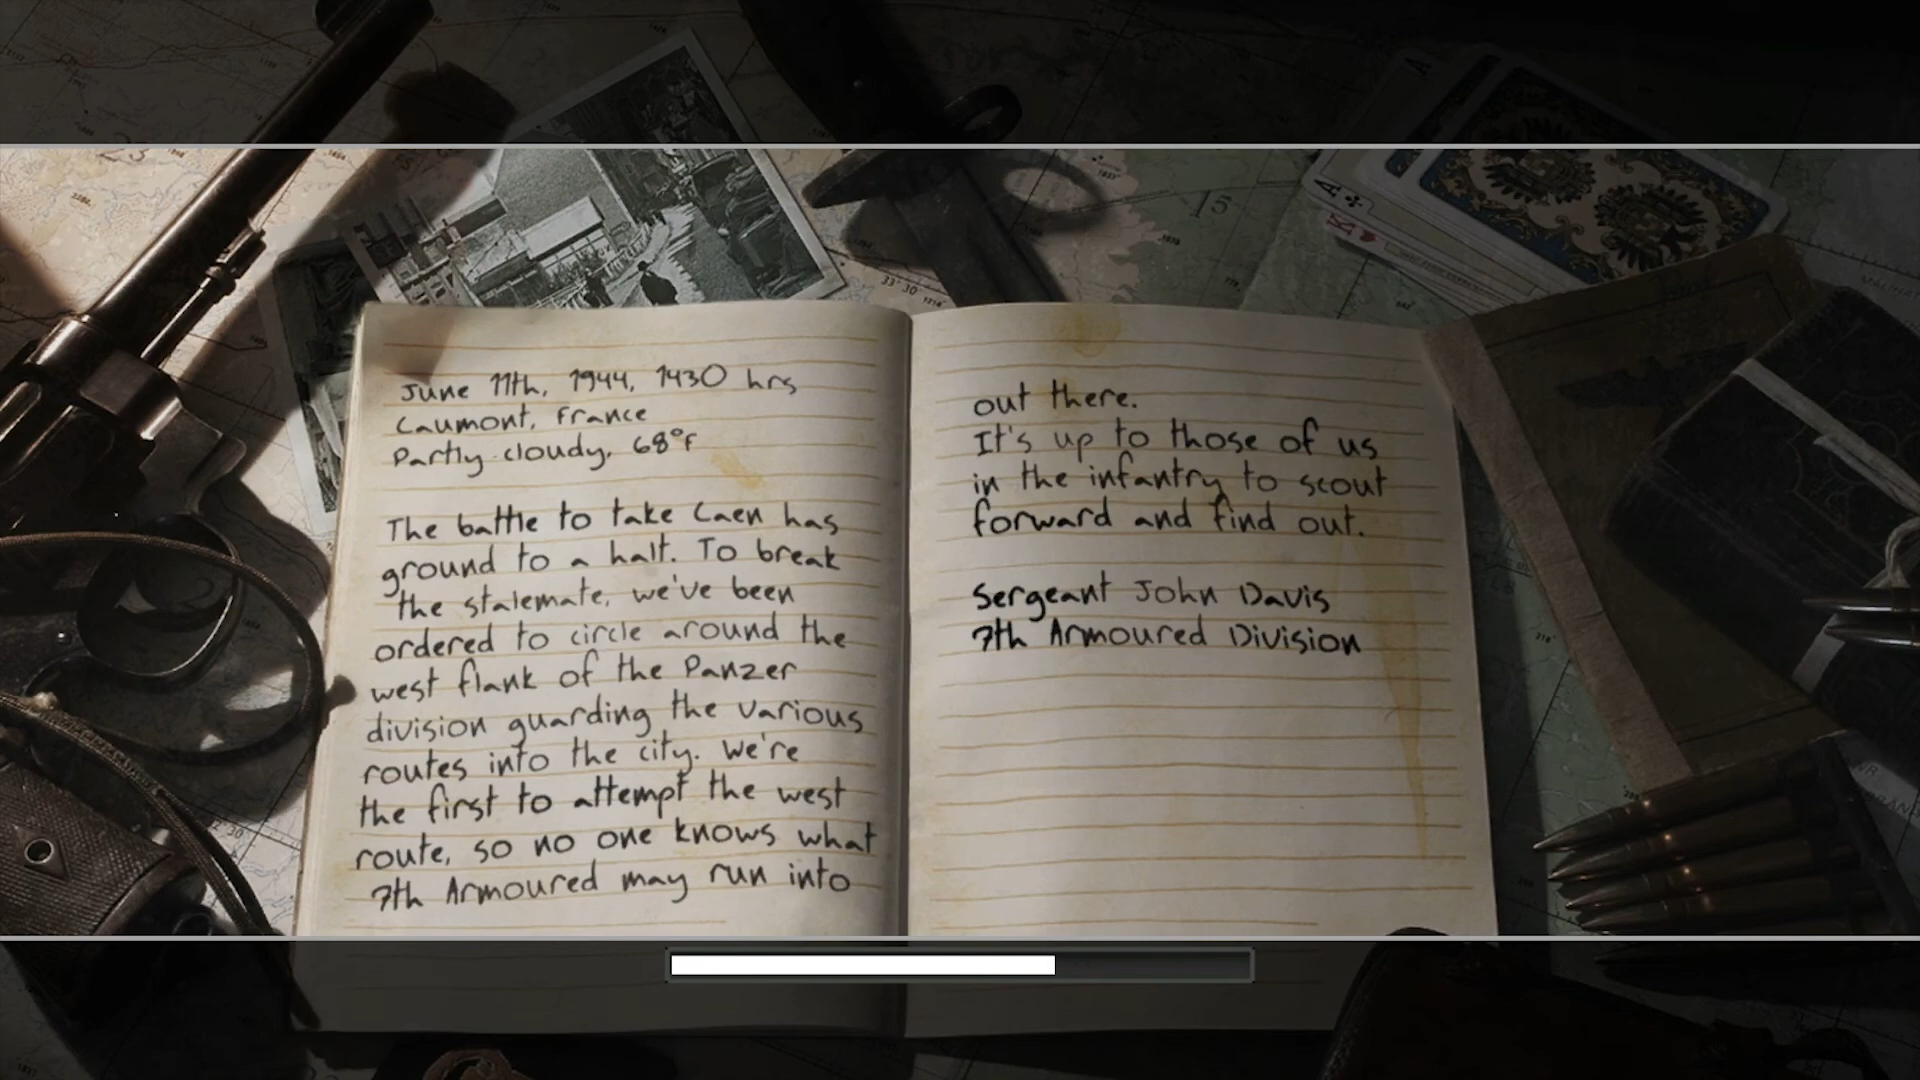 June 11th, 1944, 1430 hrs
Caumont, France
Partly cloudy, 68°F
The battle to take Caen has
ground to a halt. To break
the stalemate, we've been
ordered to circle around the
west flank of the Panzer
division guarding the various
routes into the city. We're
the first to attempt the west
route, so no one knows what
7th Armoured may run into
out there.
It's up to those of us
in the infantry to scout
forward and find out.
Sergeant John Davis
7th Armoured Division
15
33° 30'
A
K